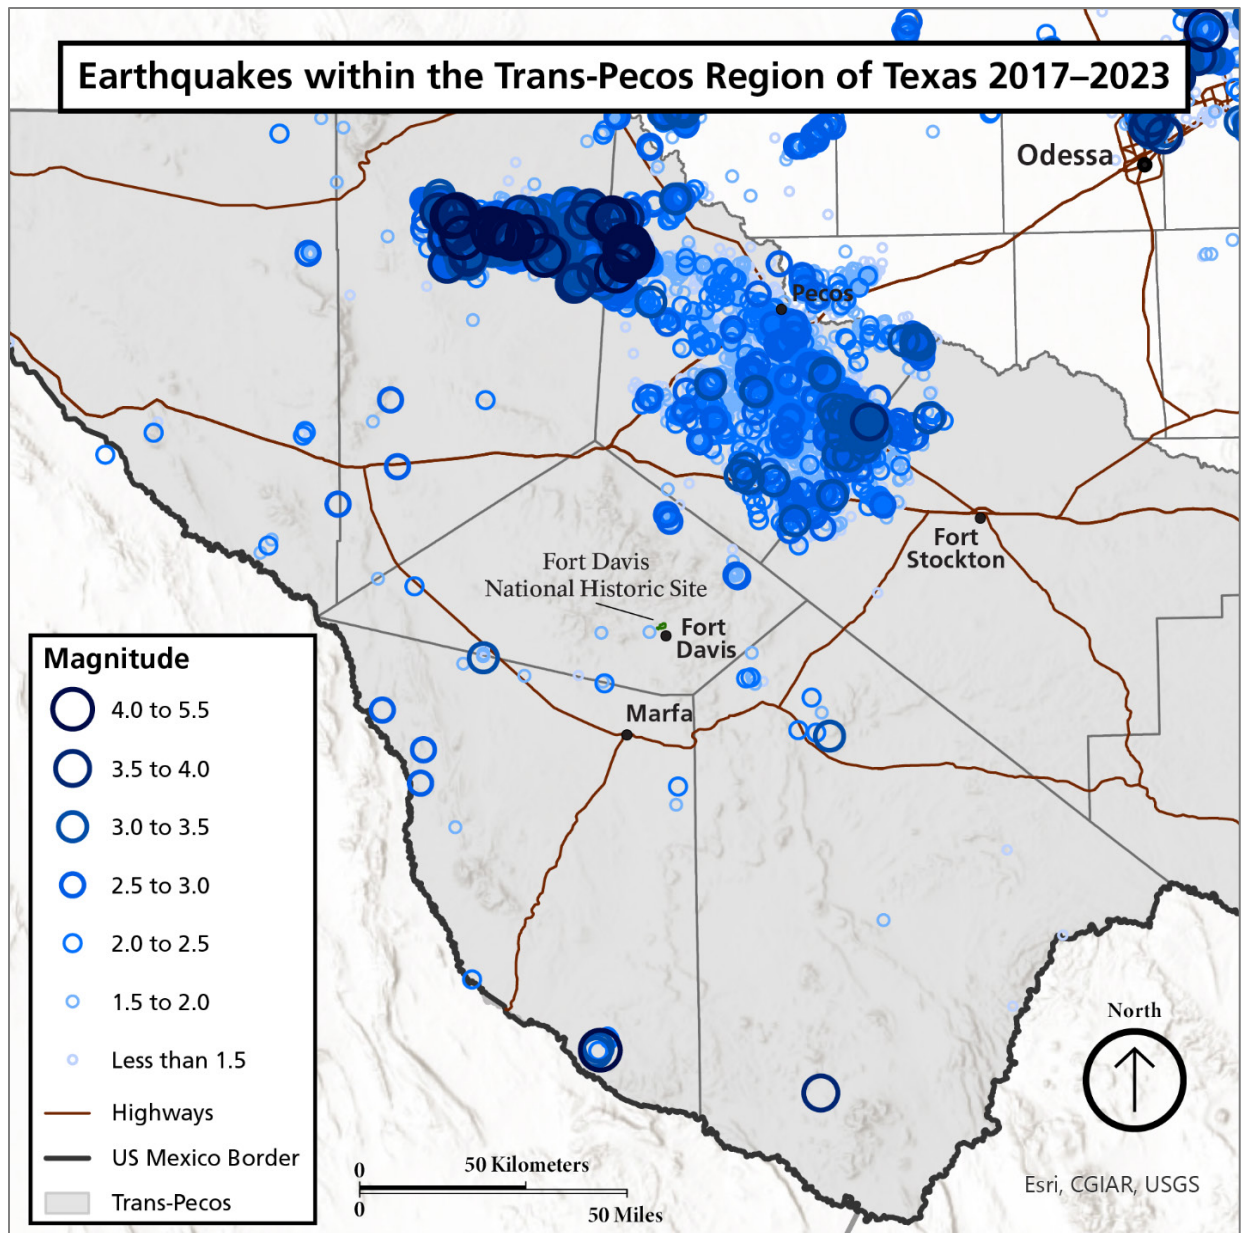 Earthquakes within the Trans-Pecos Region of Texas 2017–2023
Odessa
Pecos
Fort
Stockton
Fort Davis
National Historic Site
Fort
Davis
Marfa
Magnitude
4.0 to 5.5
3.5 to 4.0
3.0 to 3.5
2.5 to 3.0
2.0 to 2.5
1.5 to 2.0
Less than 1.5
Highways
US Mexico Border
Trans-Pecos
0
50 Kilometers
0
50 Miles
North
Esri, CGIAR, USGS